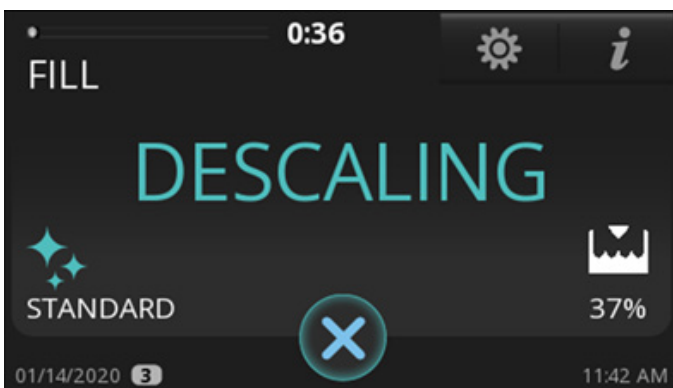 0:36
FILL
DESCALING
STANDARD
37%
01/14/2020 3
11:42 AM